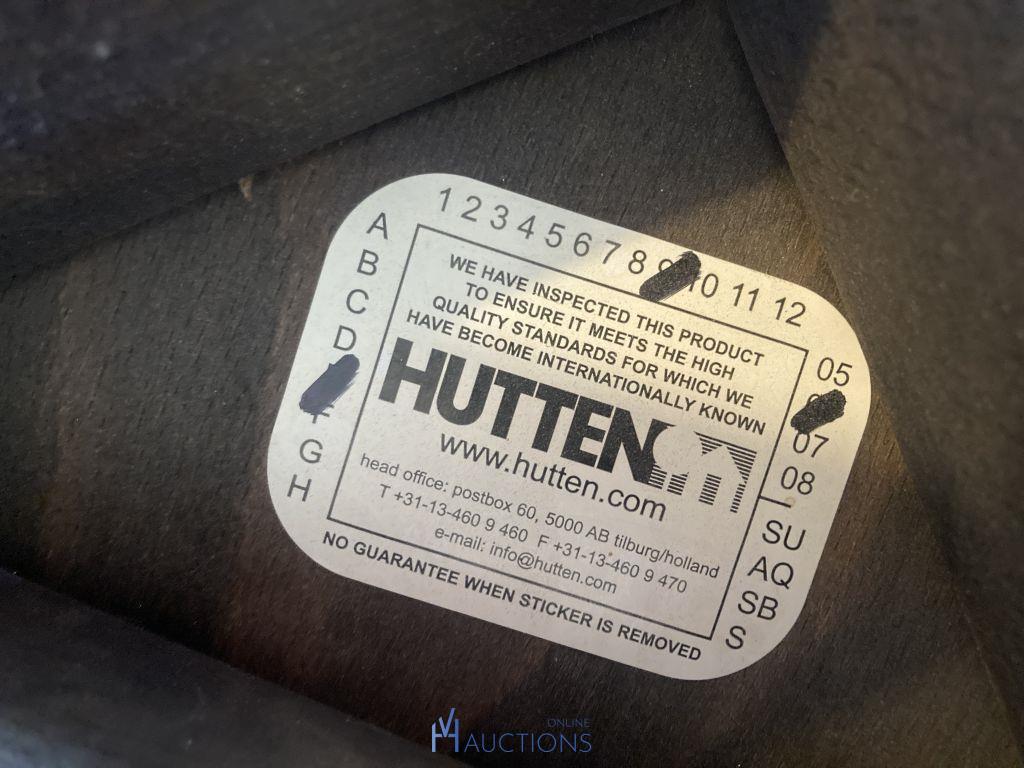 1 2 3 4 5 6 7 8 9 10 11 12
A
B
C
D
F
G
H
WE HAVE INSPECTED THIS PRODUCT
TO ENSURE IT MEETS THE HIGH
QUALITY STANDARDS FOR WHICH WE
HAVE BECOME INTERNATIONALLY KNOWN
HUTTEN
www.hutten.com
head office: postbox 60, 5000 AB tilburg/holland
T +31-13-460 9 460 F +31-13-460 9 470
e-mail: info@hutten.com
05
07
08
SU
AQ
SB
S
NO GUARANTEE WHEN STICKER IS REMOVED
VH ONLINE
AUCTIONS